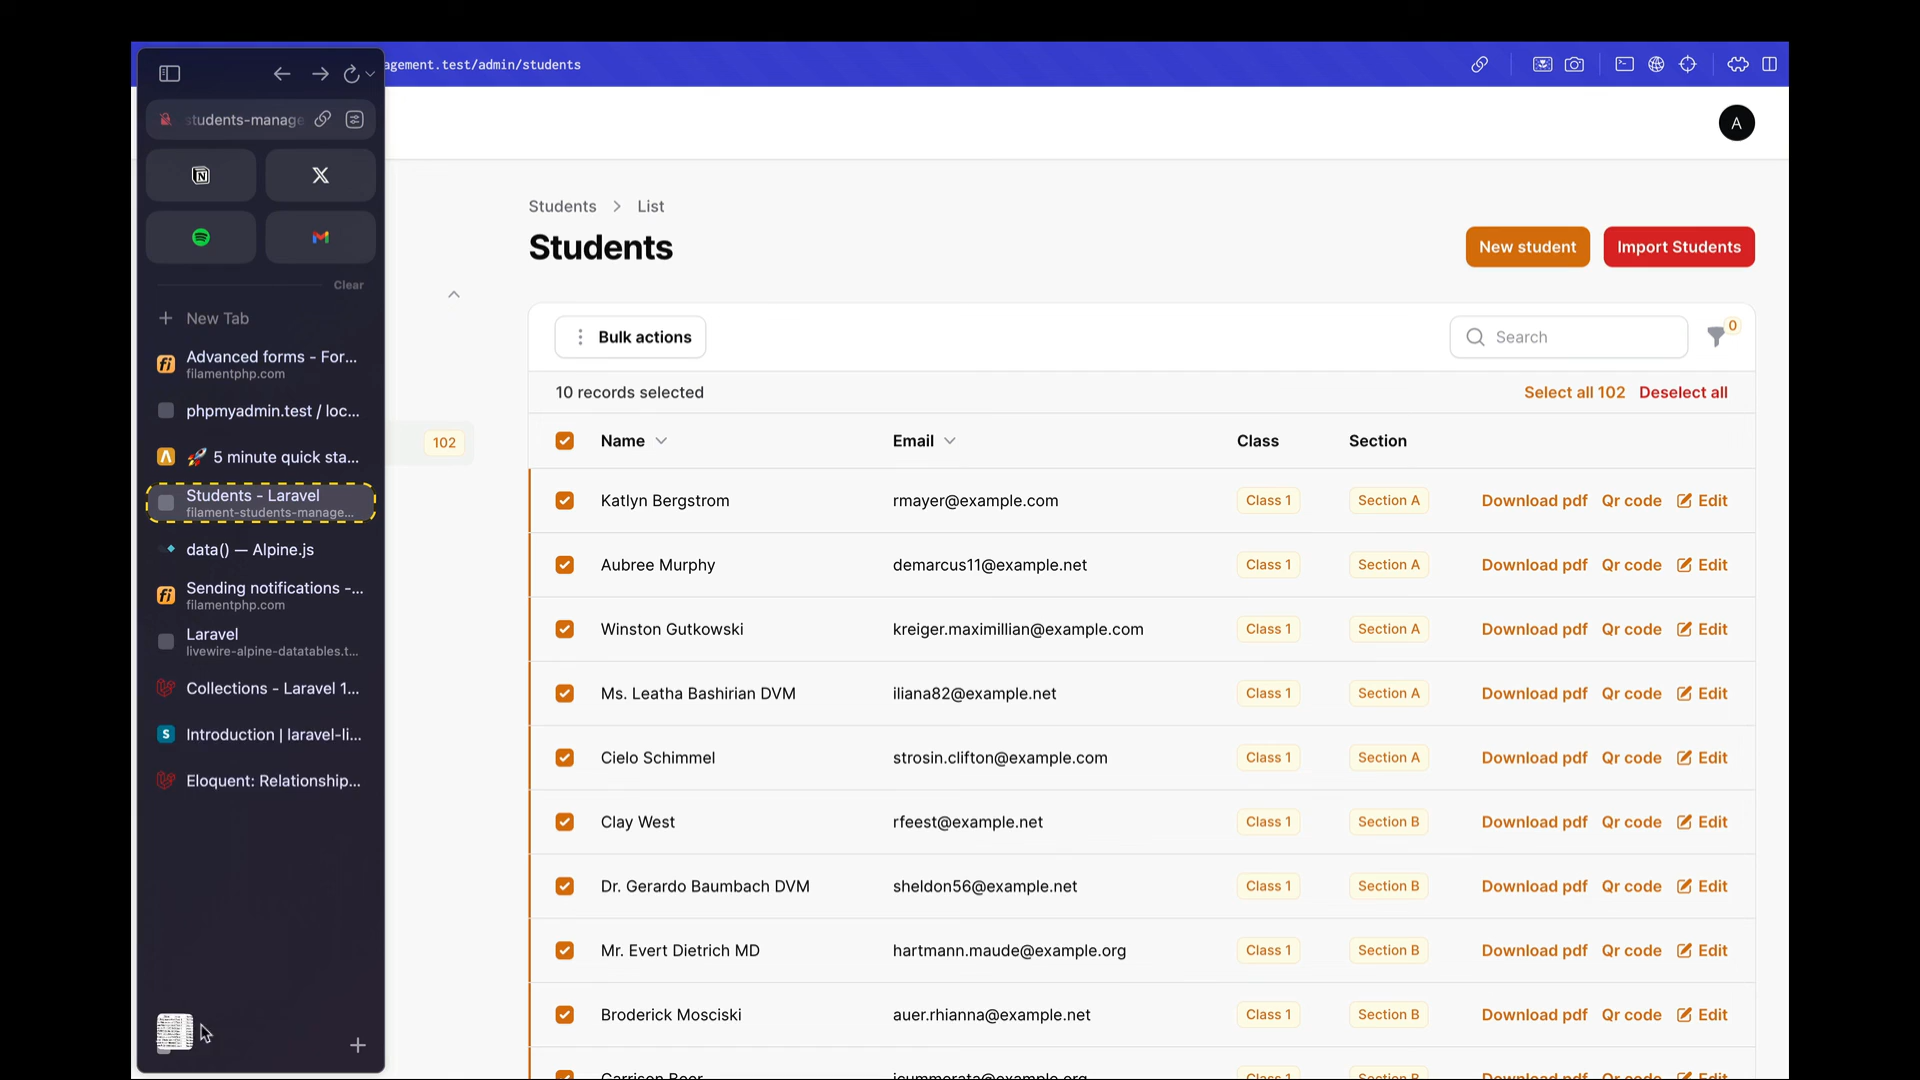 agement.test/admin/students
students-manage
A
Clear
New Tab
Advanced forms - For...
filamentphp.com
phpmyadmin.test / loc...
🚀 5 minute quick sta...
Students - Laravel
filament-students-manage...
data() — Alpine.js
Sending notifications -...
filamentphp.com
Laravel
livewire-alpine-datatables.t...
Collections - Laravel 1...
Introduction | laravel-li...
Eloquent: Relationship...
102
Students > List
Students
New student
Import Students
Bulk actions
Search
0
10 records selected
Select all 102 Deselect all
Name Email Class Section
Katlyn Bergstrom rmayer@example.com Class 1 Section A Download pdf Qr code Edit
Aubree Murphy demarcus11@example.net Class 1 Section A Download pdf Qr code Edit
Winston Gutkowski kreiger.maximillian@example.com Class 1 Section A Download pdf Qr code Edit
Ms. Leatha Bashirian DVM iliana82@example.net Class 1 Section A Download pdf Qr code Edit
Cielo Schimmel strosin.clifton@example.com Class 1 Section A Download pdf Qr code Edit
Clay West rfeest@example.net Class 1 Section B Download pdf Qr code Edit
Dr. Gerardo Baumbach DVM sheldon56@example.net Class 1 Section B Download pdf Qr code Edit
Mr. Evert Dietrich MD hartmann.maude@example.org Class 1 Section B Download pdf Qr code Edit
Broderick Mosciski auer.rhianna@example.net Class 1 Section B Download pdf Qr code Edit
Class 1 Section B Download pdf Qr code Edit